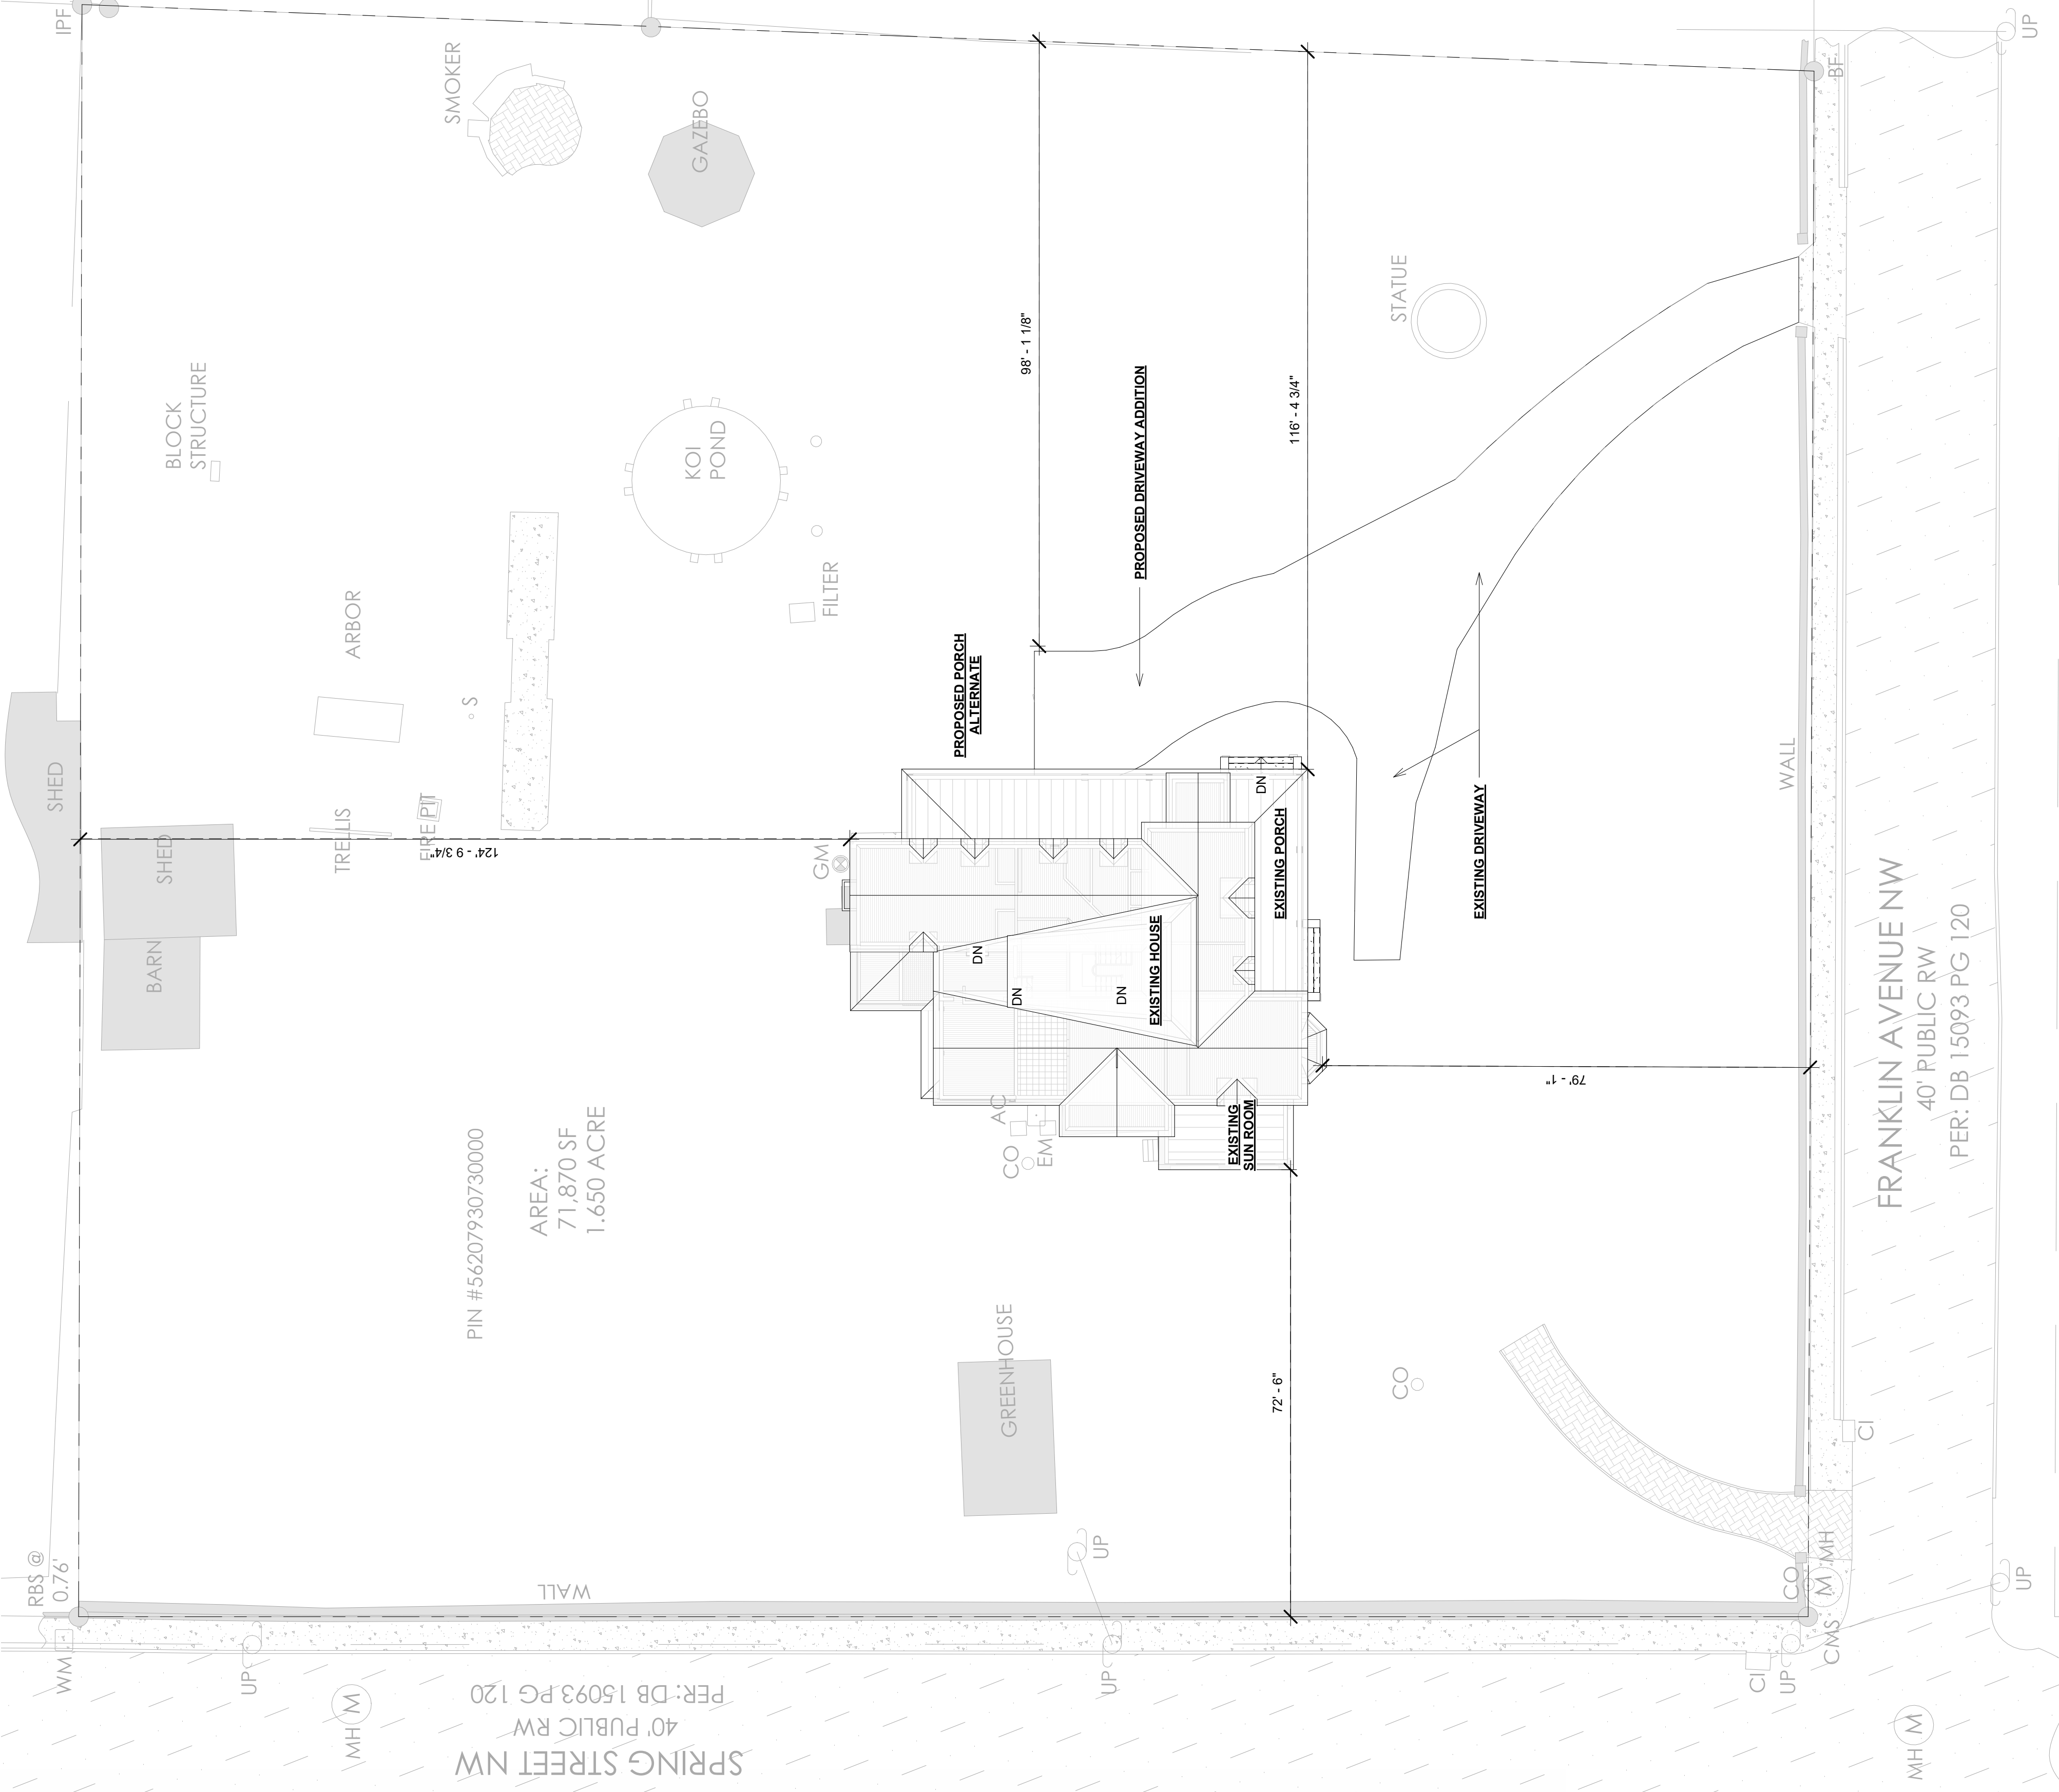 IPF
SMOKER
GAZEBO
UP
BF
BLOCK
STRUCTURE
98' - 1 1/8"
STATUE
116' - 4 3/4"
PROPOSED DRIVEWAY ADDITION
KOI
POND
FILTER
ARBOR
S
PROPOSED PORCH
ALTERNATE
SHED
SHED
BARN
TRELLIS
FIRE PIT
124' - 9 3/4"
GM
DN
DN
DN
DN
EXISTING HOUSE
EXISTING PORCH
EXISTING DRIVEWAY
WALL
FRANKLIN AVENUE NW
40' PUBLIC RW
PER: DB 15093 PG 120
79' - 1"
AC
CO
EM
EXISTING
SUN ROOM
PIN #56207930730000
AREA:
71,870 SF
1.650 ACRE
GREENHOUSE
72' - 6"
CO
CI
RBS @
0.76'
WALL
UP
CO
M
MH
UP
WM
UP
UP
CI
UP
CMS
MH
M
SPRING STREET NW
40' PUBLIC RW
PER: DB 15093 PG 120
MH
M